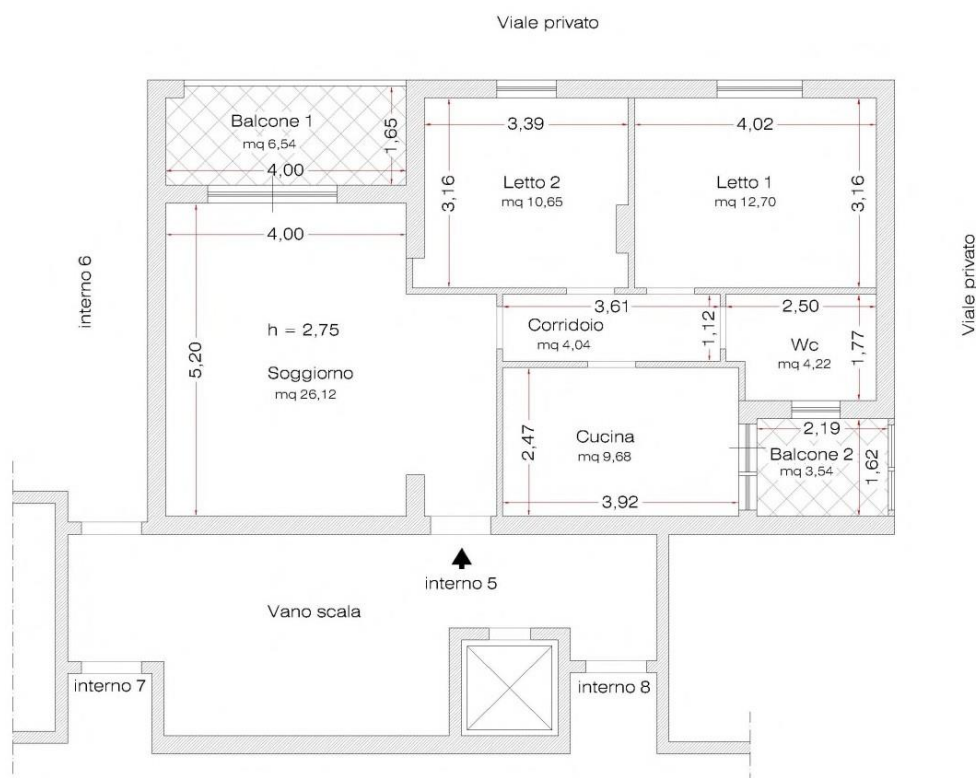 Viale privato
Balcone 1
mq 6,54
1,65
4,00
3,39
4,02
Letto 2
mq 10,65
3,16
Letto 1
mq 12,70
3,16
4,00
interno 6
Viale privato
h = 2,75
5,20
Soggiorno
mq 26,12
3,61
Corridoio
mq 4,04
1,12
2,50
Wc
mq 4,22
1,77
2,47
Cucina
mq 9,68
3,92
2,19
Balcone 2
mq 3,54
1,62
interno 5
Vano scala
interno 7
interno 8